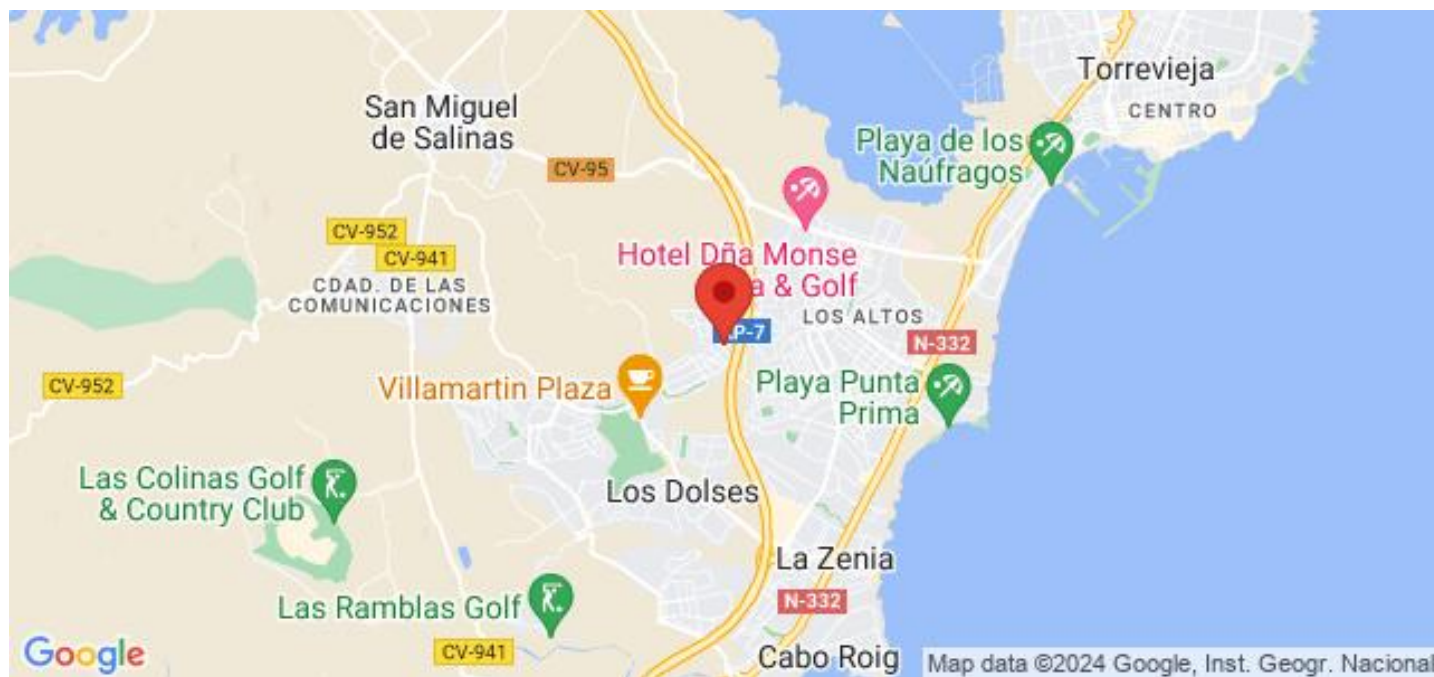 Torrevieja
CENTRO
San Miguel
de Salinas
Playa de los
Naúfragos
CV-95
CV-952
CV-941
Hotel Dña Monse
a & Golf
CDAD. DE LAS
COMUNICACIONES
LOS ALTOS
P-7
N-332
CV-952
Villamartin Plaza
Playa Punta
Prima
Las Colinas Golf
& Country Club
Los Dolses
La Zenia
Las Ramblas Golf
N-332
CV-941
Cabo Roig
Google
Map data ©2024 Google, Inst. Geogr. Nacional